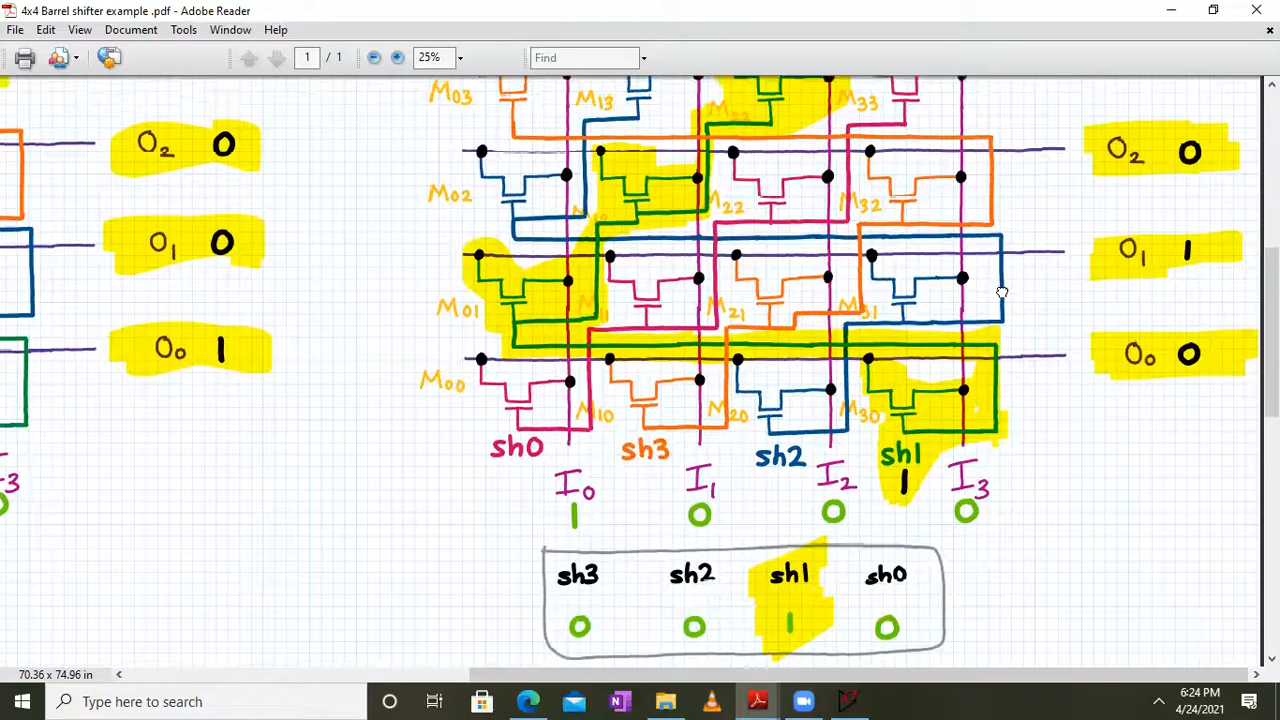 4x4 Barrel shifter example .pdf - Adobe Reader
File Edit View Document Tools Window Help
1 / 1 25% Find
M03 M13 M33
O2 0 O2 0
M02 M22 M32
O1 0 O1 1
M01 M21 M31
O0 1 O0 0
M00 M10 M20 M30
sh0 sh3 sh2 sh1
I0 I1 I2 1 I3
1 0 0 0
sh3 sh2 sh1 sh0
0 0 1 0
70.36 x 74.96 in
Type here to search
6:24 PM
4/24/2021